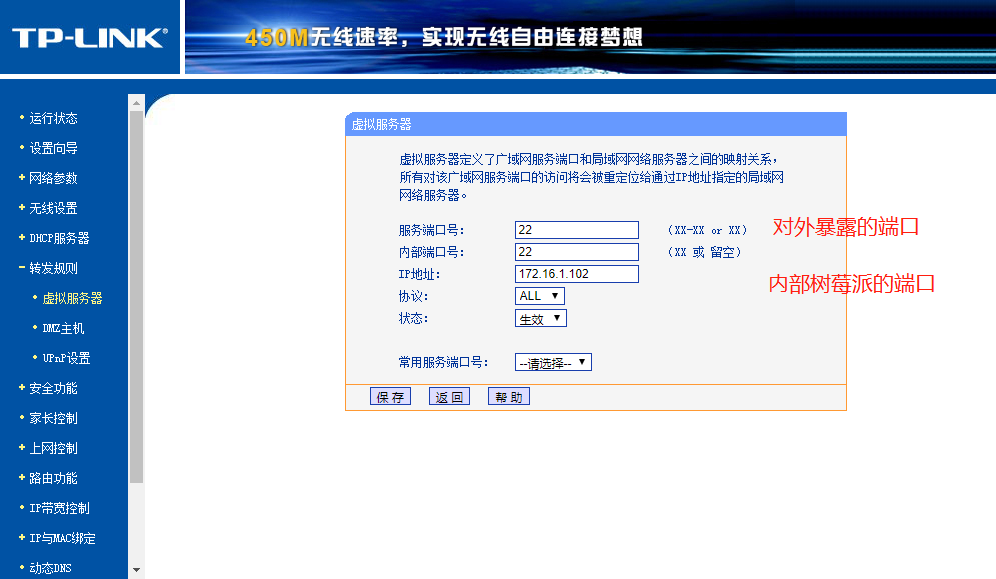 TP-LINK®
450M无线速率，实现无线自由连接梦想
运行状态
设置向导
网络参数
无线设置
DHCP服务器
转发规则
虚拟服务器
DMZ主机
UPnP设置
安全功能
家长控制
上网控制
路由功能
IP带宽控制
IP与MAC绑定
动态DNS
虚拟服务器
虚拟服务器定义了广域网服务端口和局域网网络服务器之间的映射关系，
所有对该广域网服务端口的访问将会被重定位给通过IP地址指定的局域网
网络服务器。
服务端口号： 22 （XX-XX or XX） 对外暴露的端口
内部端口号： 22 （XX 或 留空）
IP地址： 172.16.1.102 内部树莓派的端口
协议： ALL
状态： 生效
常用服务端口号： --请选择--
保存 返回 帮助